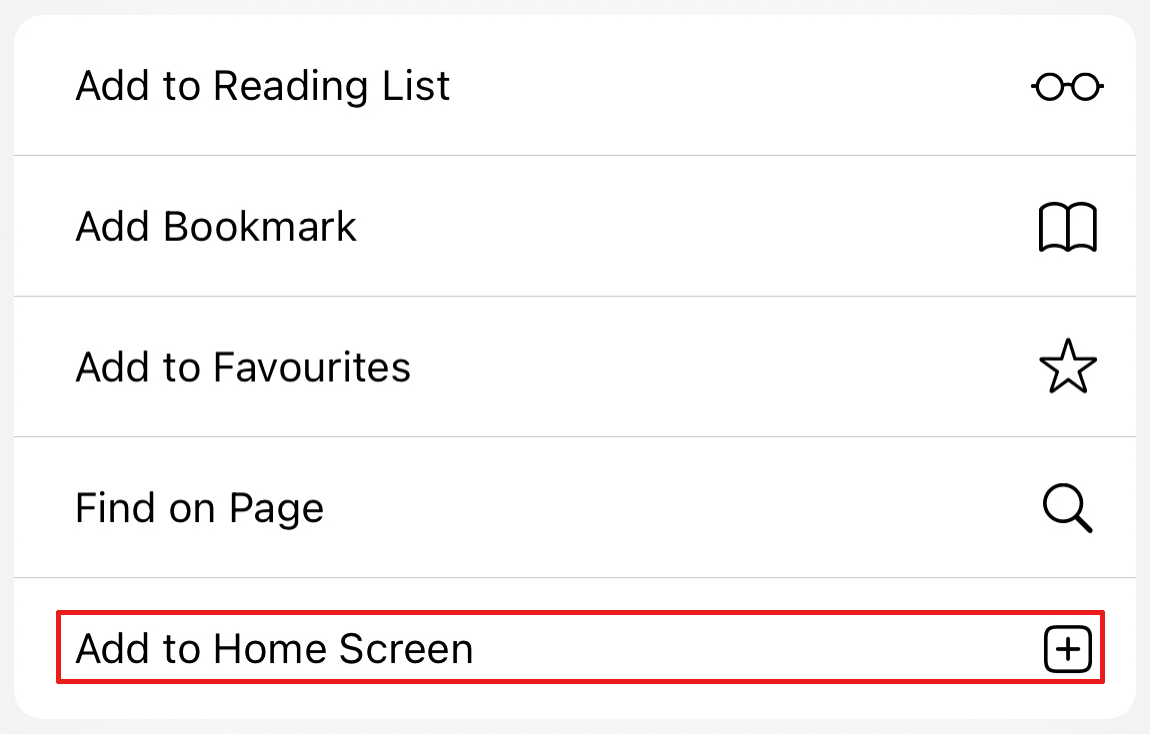 Add to Reading List
Add Bookmark
Add to Favourites
Find on Page
Add to Home Screen